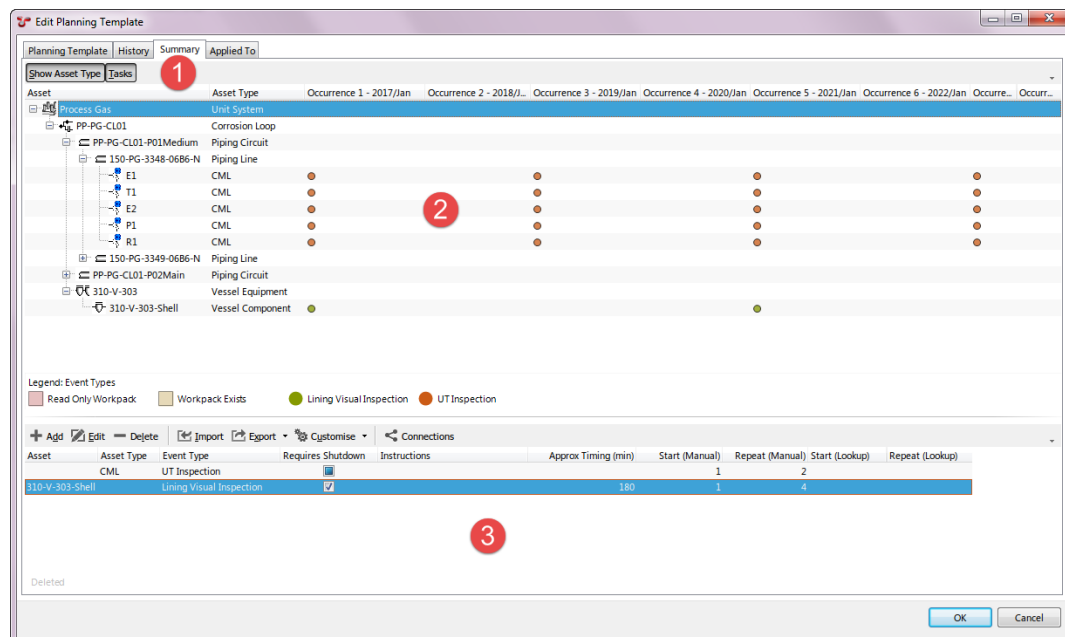 Edit Planning Template
Planning Template History Summary Applied To
1
Show Asset Type Tasks
Asset Asset Type Occurrence 1 - 2017/Jan Occurrence 2 - 2018/J... Occurrence 3 - 2019/Jan Occurrence 4 - 2020/Jan Occurrence 5 - 2021/Jan Occurrence 6 - 2022/Jan Occurre... Occurr...
Process Gas Unit System
PP-PG-CL01 Corrosion Loop
PP-PG-CL01-P01Medium Piping Circuit
150-PG-3348-06B6-N Piping Line
E1 CML
T1 CML
E2 CML
2
P1 CML
R1 CML
150-PG-3349-06B6-N Piping Line
PP-PG-CL01-P02Main Piping Circuit
310-V-303 Vessel Equipment
310-V-303-Shell Vessel Component
Legend: Event Types
Read Only Workpack Workpack Exists Lining Visual Inspection UT Inspection
Add Edit Delete Import Export Customise Connections
Asset Asset Type Event Type Requires Shutdown Instructions Approx Timing (min) Start (Manual) Repeat (Manual) Start (Lookup) Repeat (Lookup)
CML UT Inspection 1 2
310-V-303-Shell Lining Visual Inspection 180 1 4
3
Deleted
OK Cancel